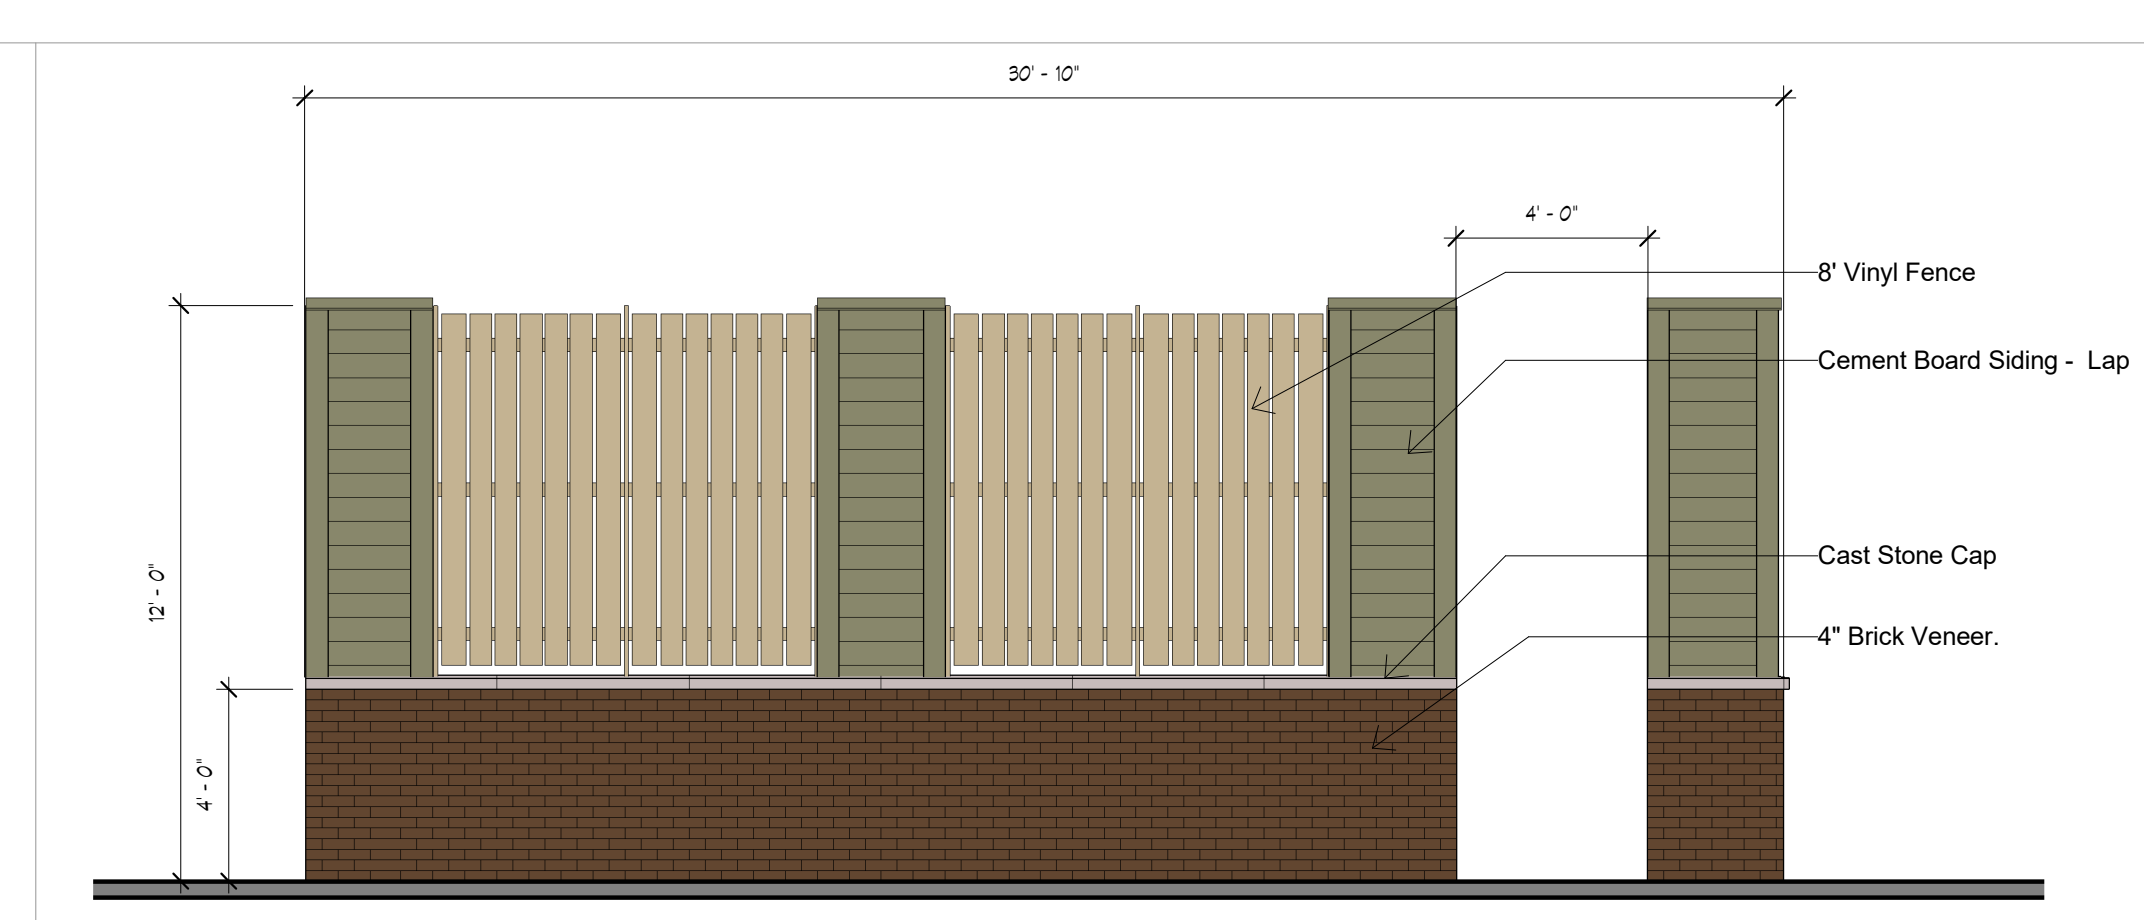 30' - 10"
4' - 0"
8' Vinyl Fence
Cement Board Siding -  Lap
Cast Stone Cap
4" Brick Veneer.
12' - 0"
4' - 0"